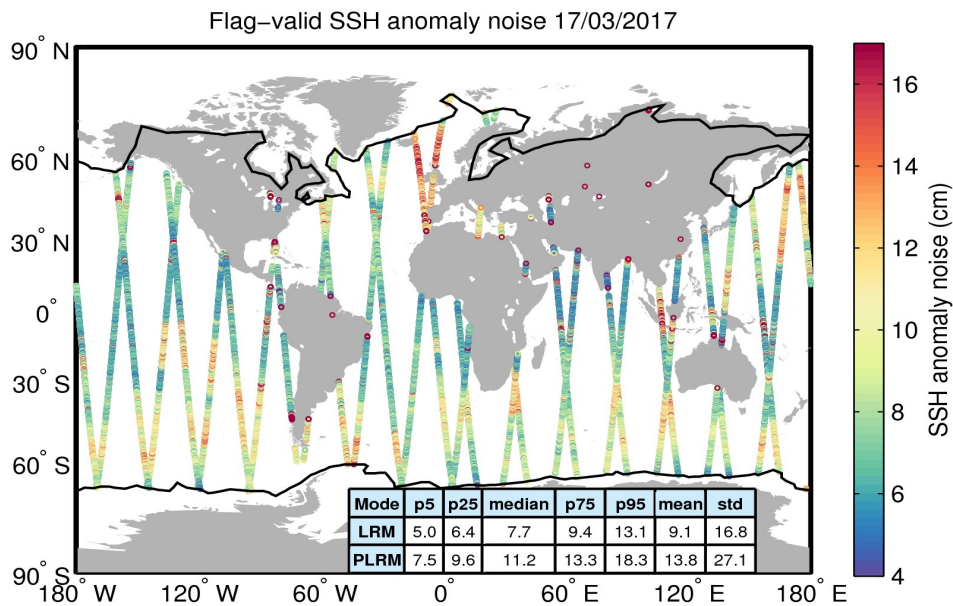 Flag−valid SSH anomaly noise 17/03/2017
90° N
60° N
30° N
0°
30° S
60° S
90° S
180° W
120° W
60° W
0°
60° E
120° E
180° E
Mode p5 p25 median p75 p95 mean std
LRM 5.0 6.4 7.7 9.4 13.1 9.1 16.8
PLRM 7.5 9.6 11.2 13.3 18.3 13.8 27.1
16
14
12
10
8
6
4
SSH anomaly noise (cm)